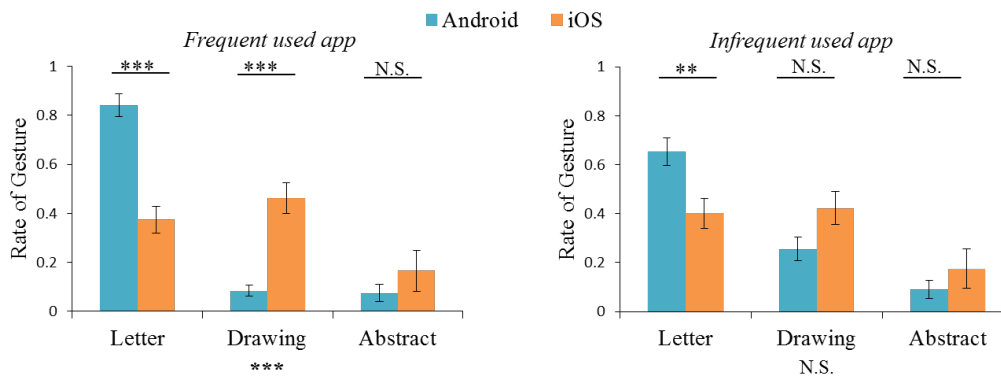 Android iOS
Frequent used app
*** *** N.S.
1
0.8
0.6
0.4
0.2
0
Rate of Gesture
Letter Drawing Abstract
***
Infrequent used app
** N.S. N.S.
1
0.8
0.6
0.4
0.2
0
Rate of Gesture
Letter Drawing Abstract
N.S.